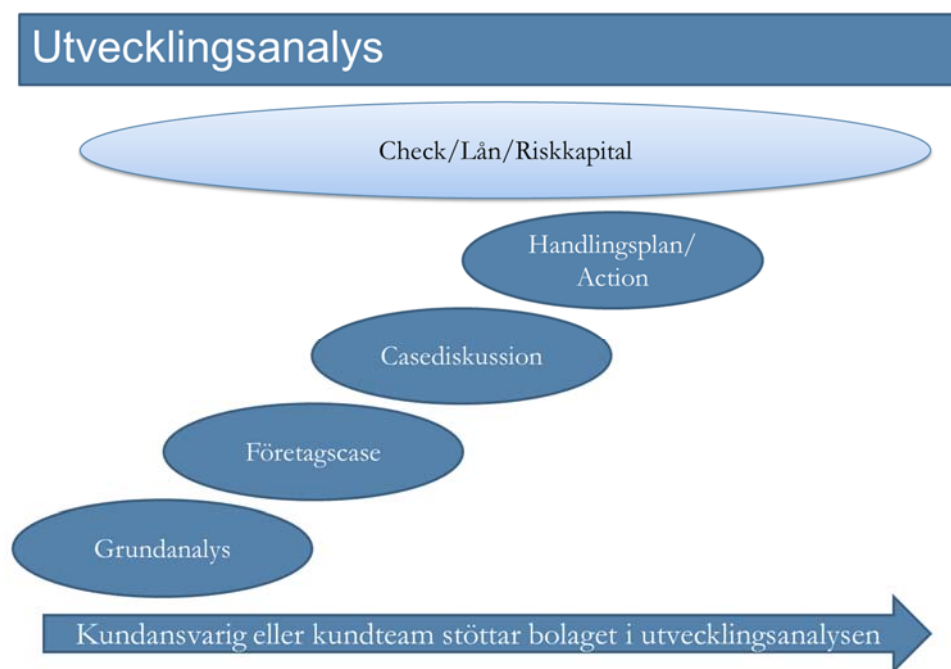 Utvecklingsanalys
Check/Lån/Riskkapital
Handlingsplan/
Action
Casediskussion
Företagscase
Grundanalys
Kundansvarig eller kundteam stöttar bolaget i utvecklingsanalysen